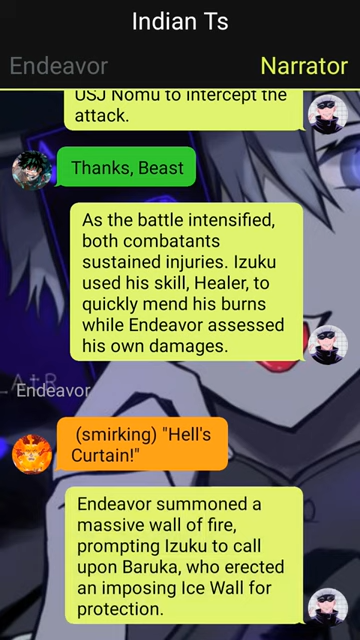 Indian Ts
Endeavor
Narrator
USJ Nomu to intercept the
attack.
Thanks, Beast
As the battle intensified,
both combatants
sustained injuries. Izuku
used his skill, Healer, to
quickly mend his burns
while Endeavor assessed
his own damages.
Endeavor
(smirking) "Hell's
Curtain!"
Endeavor summoned a
massive wall of fire,
prompting Izuku to call
upon Baruka, who erected
an imposing Ice Wall for
protection.